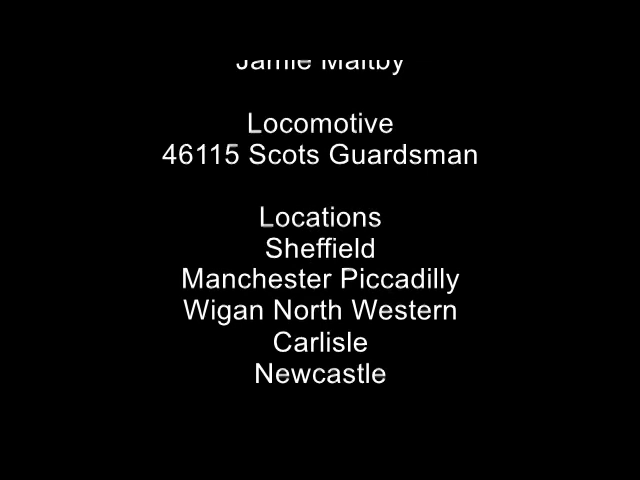 Jamie Maltby
Locomotive
46115 Scots Guardsman
Locations
Sheffield
Manchester Piccadilly
Wigan North Western
Carlisle
Newcastle